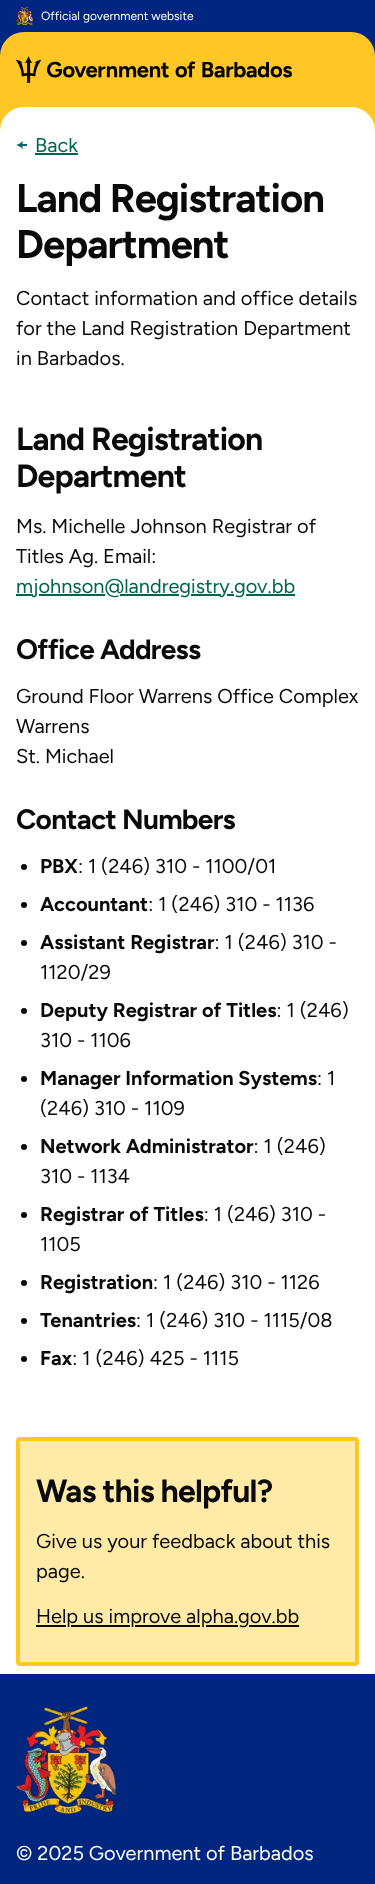 Official government website
Government of Barbados
Back
Land Registration
Department
Contact information and office details
for the Land Registration Department
in Barbados.
Land Registration
Department
Ms. Michelle Johnson Registrar of
Titles Ag. Email:
mjohnson@landregistry.gov.bb
Office Address
Ground Floor Warrens Office Complex
Warrens
St. Michael
Contact Numbers
• PBX: 1 (246) 310 - 1100/01
• Accountant: 1 (246) 310 - 1136
• Assistant Registrar: 1 (246) 310 -
1120/29
• Deputy Registrar of Titles: 1 (246)
310 - 1106
• Manager Information Systems: 1
(246) 310 - 1109
• Network Administrator: 1 (246)
310 - 1134
• Registrar of Titles: 1 (246) 310 -
1105
• Registration: 1 (246) 310 - 1126
• Tenantries: 1 (246) 310 - 1115/08
• Fax: 1 (246) 425 - 1115
Was this helpful?
Give us your feedback about this
page.
Help us improve alpha.gov.bb
PRIDE AND INDUSTRY
© 2025 Government of Barbados